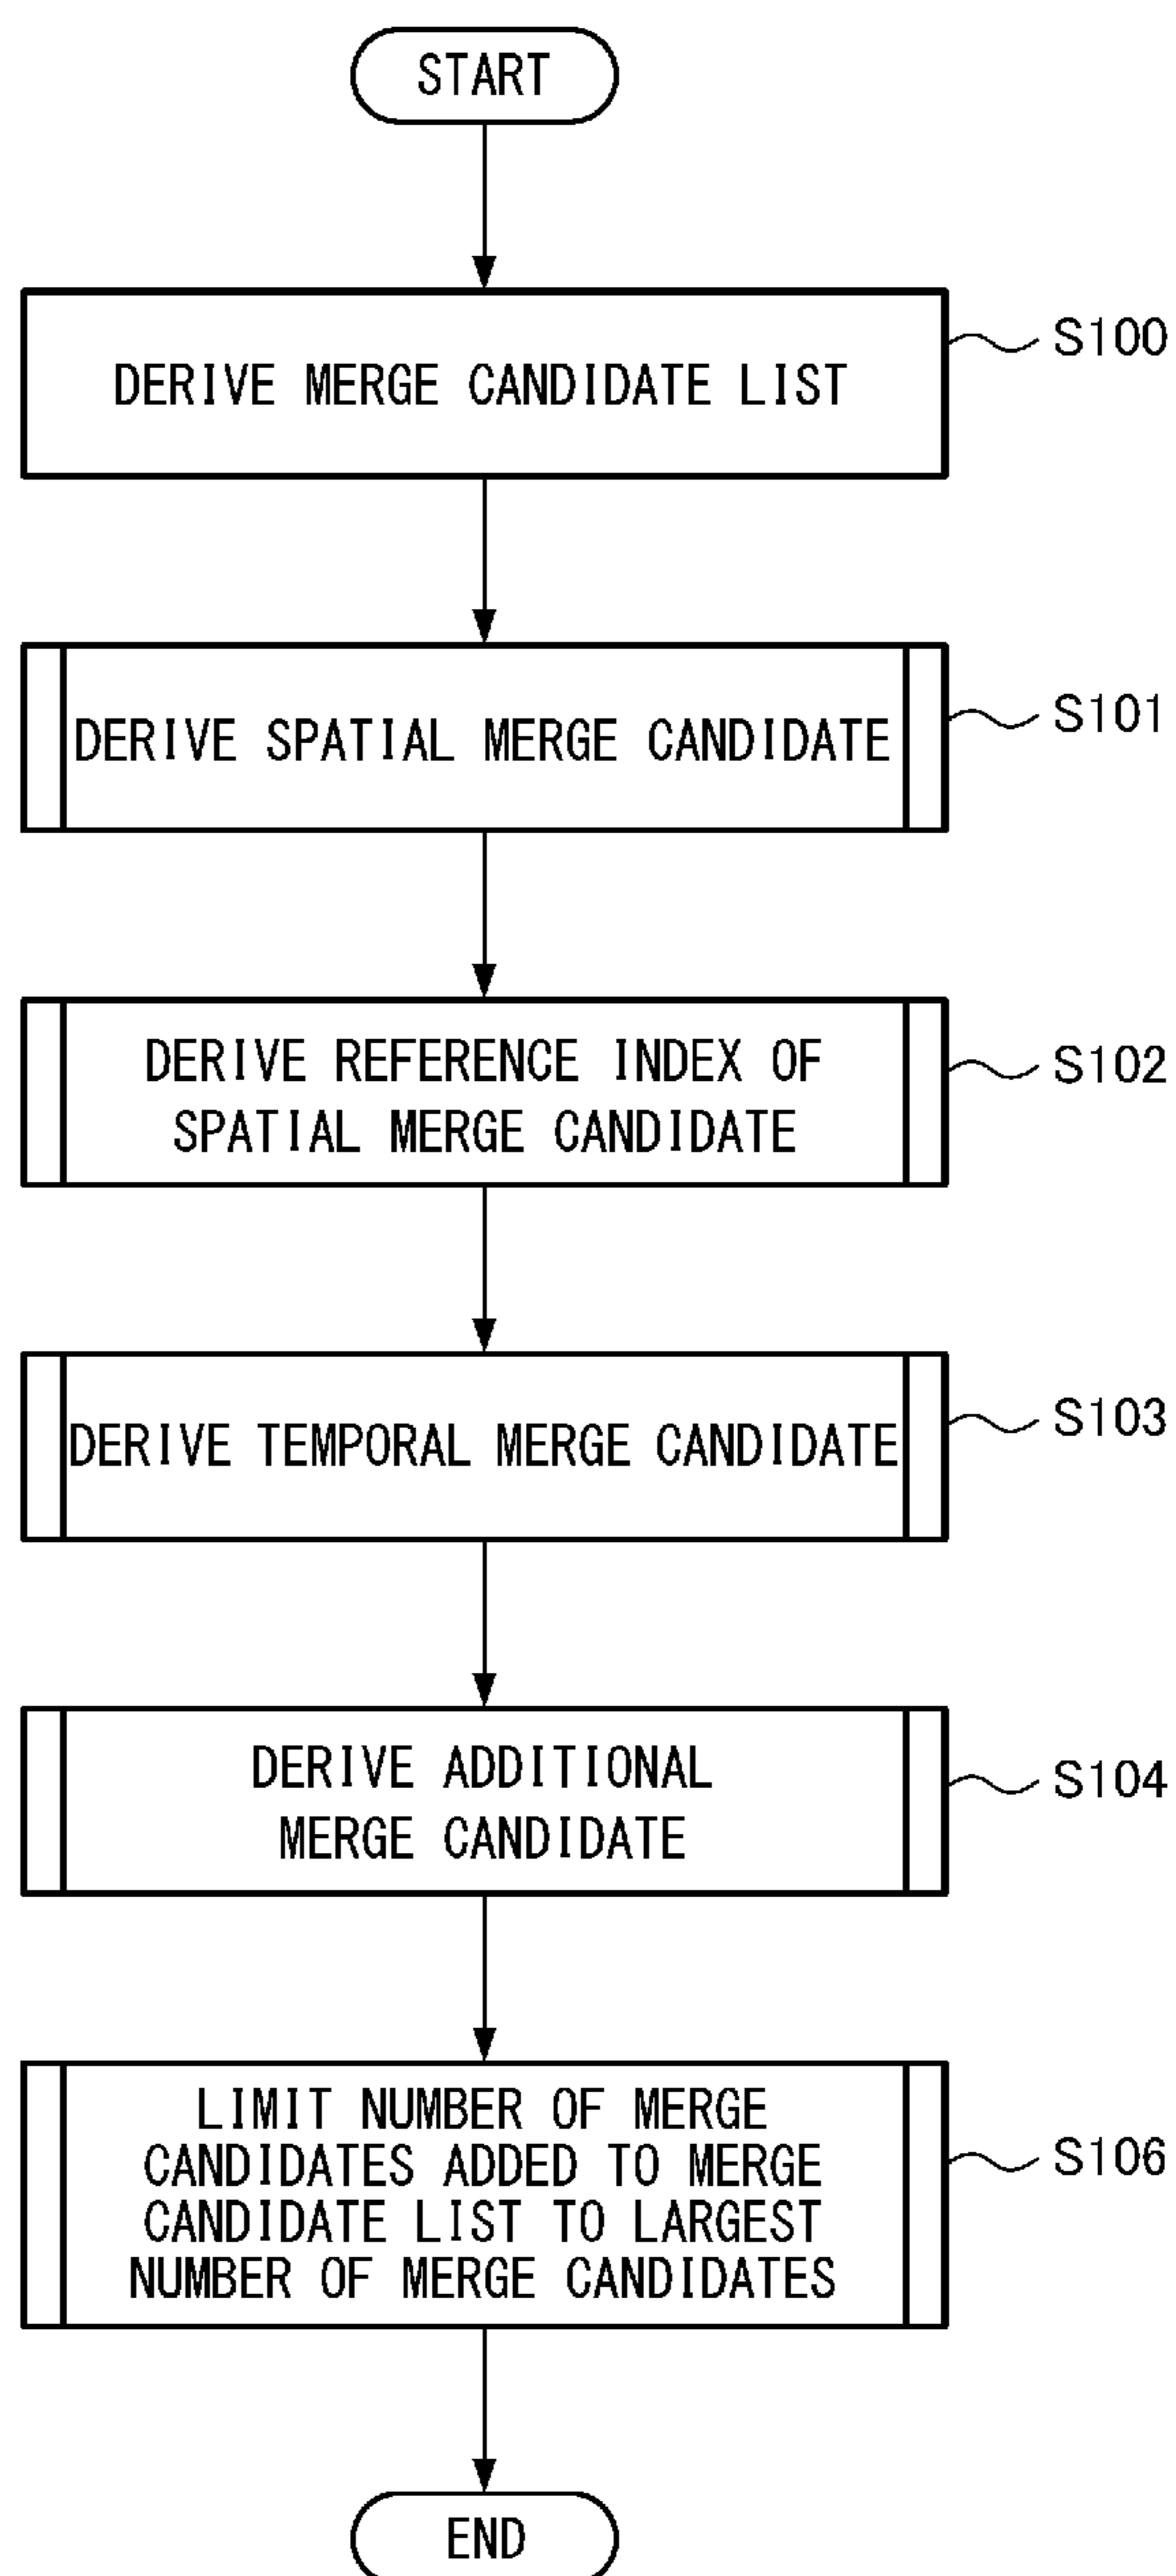 START
DERIVE MERGE CANDIDATE LIST
S100
DERIVE SPATIAL MERGE CANDIDATE
S101
DERIVE REFERENCE INDEX OF
SPATIAL MERGE CANDIDATE
S102
DERIVE TEMPORAL MERGE CANDIDATE
S103
DERIVE ADDITIONAL
MERGE CANDIDATE
S104
LIMIT NUMBER OF MERGE
CANDIDATES ADDED TO MERGE
CANDIDATE LIST TO LARGEST
NUMBER OF MERGE CANDIDATES
S106
END